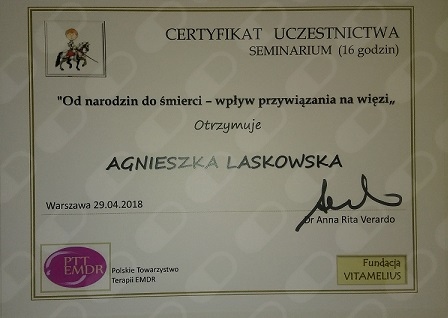 CERTYFIKAT UCZESTNICTWA
SEMINARIUM (16 godzin)
"Od narodzin do śmierci – wpływ przywiązania na więzi„
Otrzymuje
AGNIESZKA LASKOWSKA
Warszawa 29.04.2018
Dr Anna Rita Verardo
PTT
EMDR
Polskie Towarzystwo
Terapii EMDR
Fundacja
VITAMELIUS